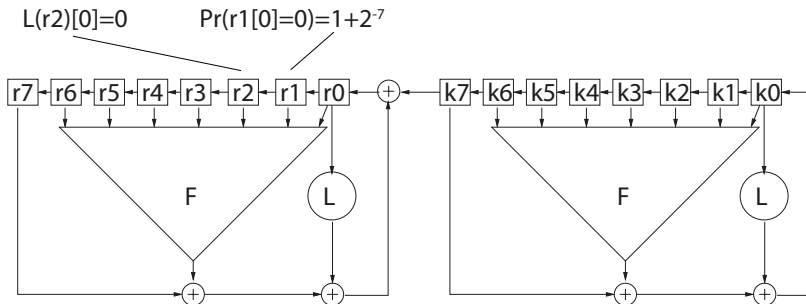 L(r2)[0]=0 Pr(r1[0]=0)=1+2⁻⁷
r7 r6 r5 r4 r3 r2 r1 r0 + k7 k6 k5 k4 k3 k2 k1 k0
F L F L
+ + + +